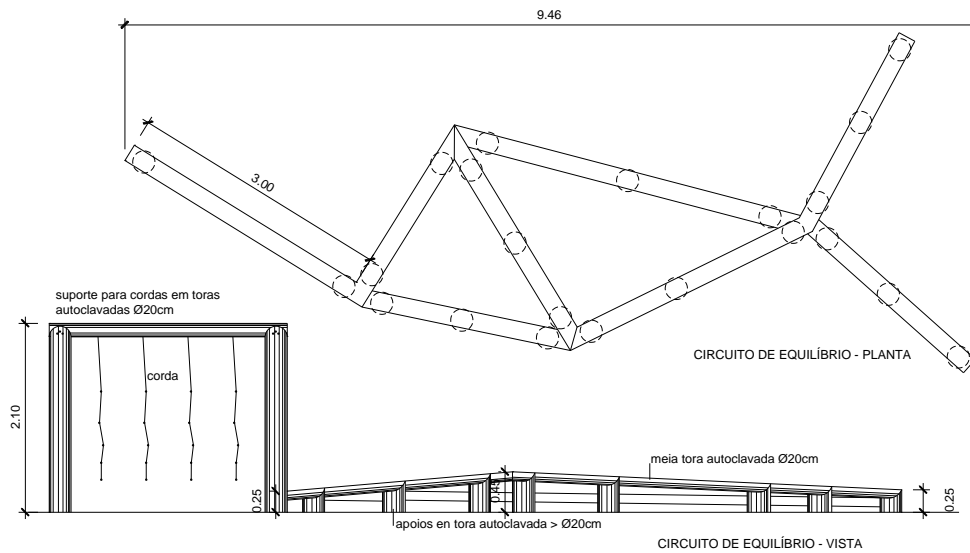 9.46
3.00
suporte para cordas em toras
autoclavadas Ø20cm
CIRCUITO DE EQUILÍBRIO - PLANTA
corda
2.10
meia tora autoclavada Ø20cm
0.25
0.45
0.25
apoios en tora autoclavada > Ø20cm
CIRCUITO DE EQUILÍBRIO - VISTA